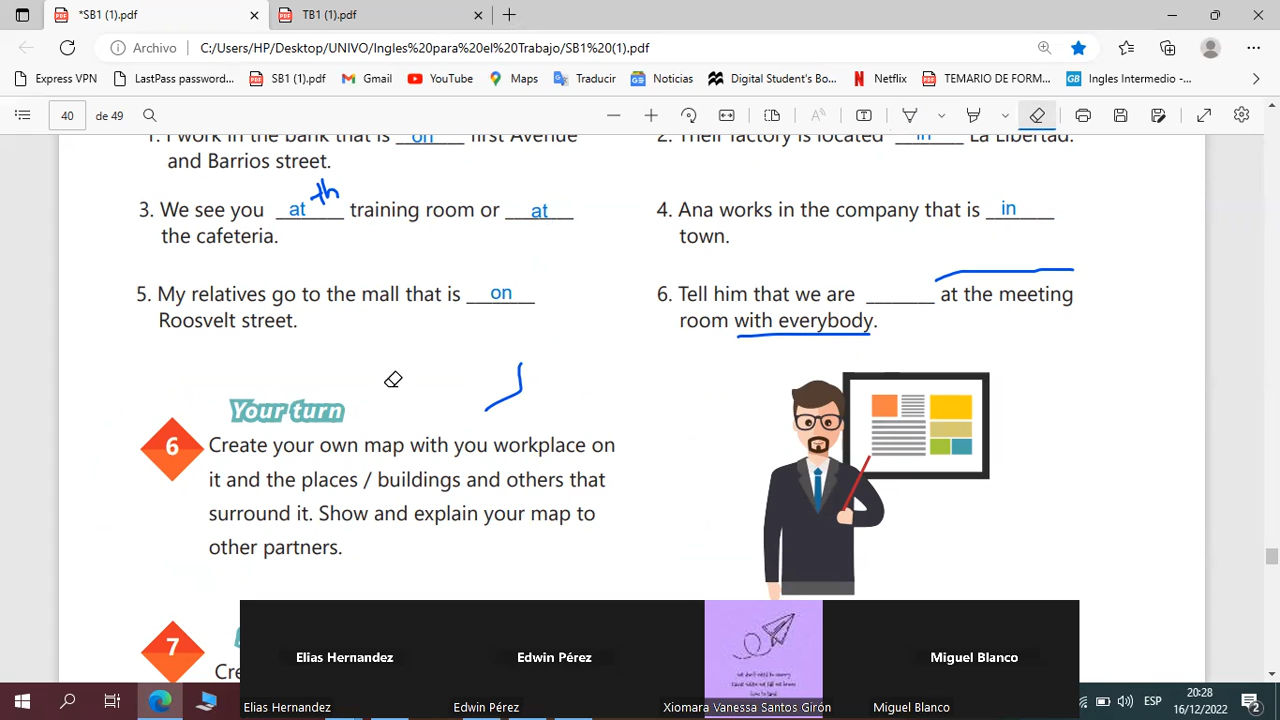 *SB1 (1).pdf
TB1 (1).pdf
Archivo
C:/Users/HP/Desktop/UNIVO/Ingles%20para%20el%20Trabajo/SB1%20(1).pdf
Express VPN
LastPass password...
SB1 (1).pdf
Gmail
YouTube
Maps
Traducir
Noticias
Digital Student's Bo...
Netflix
TEMARIO DE FORM...
Ingles Intermedio -...
40 de 49
1. I work in the bank that is on first Avenue
and Barrios street.
2. Their factory is located in La Libertad.
3. We see you at th training room or at
the cafeteria.
4. Ana works in the company that is in
town.
5. My relatives go to the mall that is on
Roosvelt street.
6. Tell him that we are _______ at the meeting
room with everybody.
Your turn
6 Create your own map with you workplace on
it and the places / buildings and others that
surround it. Show and explain your map to
other partners.
7
Elias Hernandez
Edwin Pérez
we don't need to worry
Miguel Blanco
Elias Hernandez
Edwin Pérez
Xiomara Vanessa Santos Girón
Miguel Blanco
ESP
20:28
16/12/2022
2